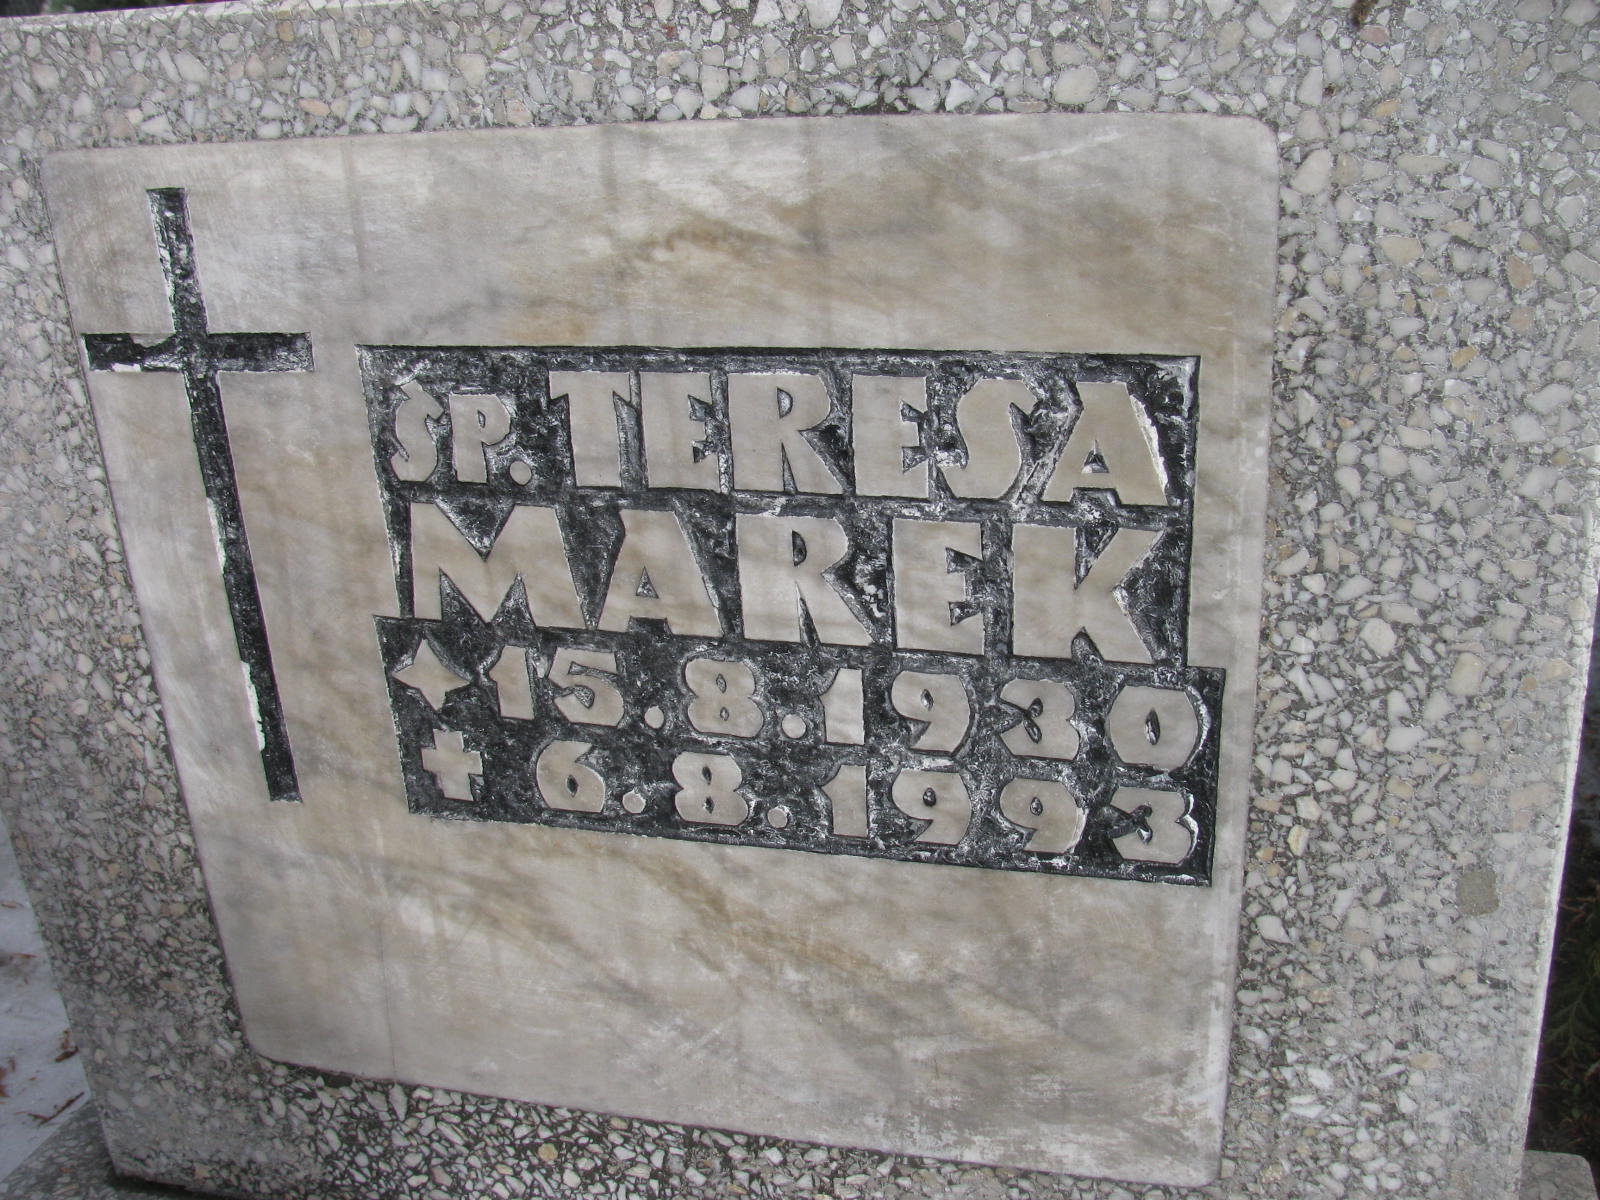 ŚP. TERESA
MAREK
✦ 15.8.1930
✝ 6.8.1993